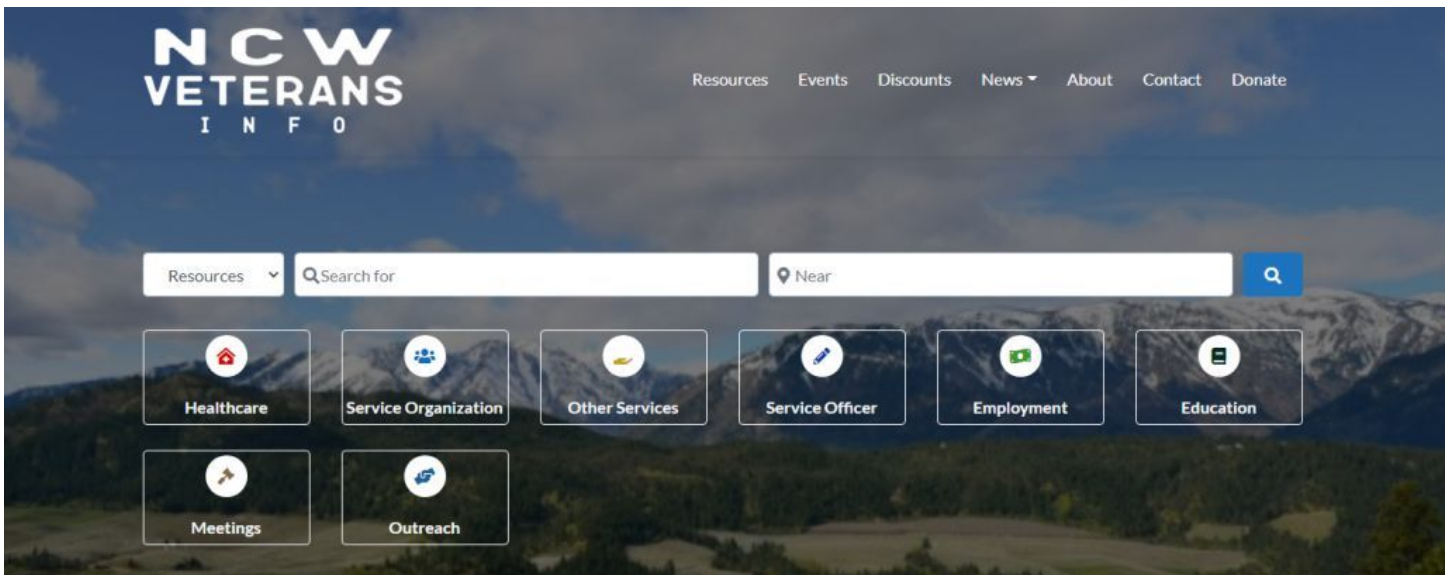 NCW
VETERANS
INFO
Resources Events Discounts News About Contact Donate
Resources Search for Near
Healthcare Service Organization Other Services Service Officer Employment Education
Meetings Outreach